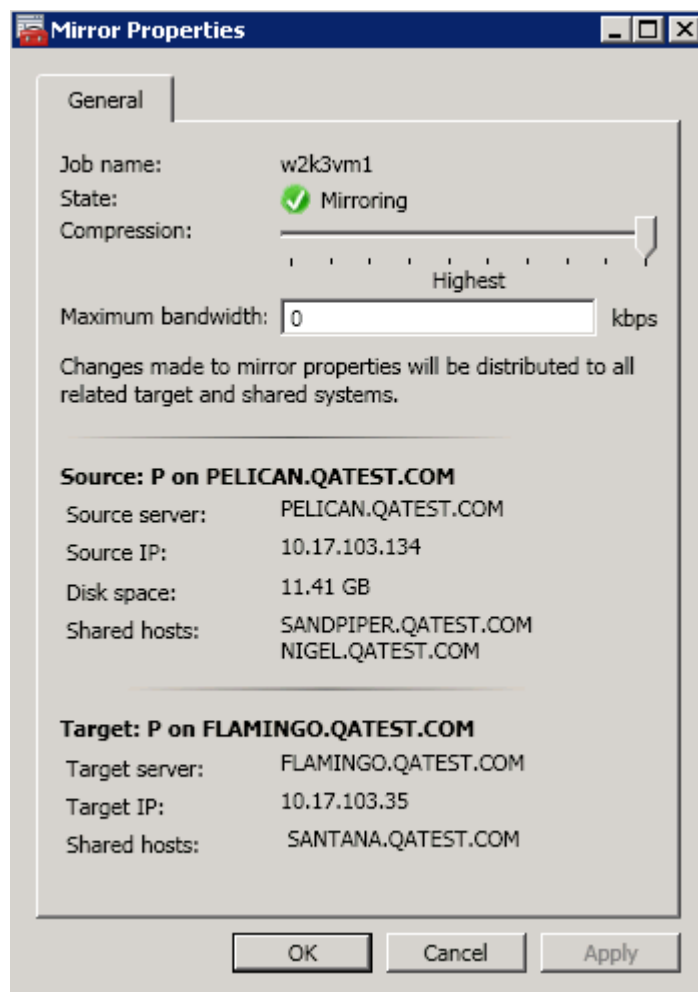 Mirror Properties
General
Job name: w2k3vm1
State: Mirroring
Compression:
Highest
Maximum bandwidth: 0 kbps
Changes made to mirror properties will be distributed to all
related target and shared systems.
Source: P on PELICAN.QATEST.COM
Source server: PELICAN.QATEST.COM
Source IP: 10.17.103.134
Disk space: 11.41 GB
Shared hosts: SANDPIPER.QATEST.COM
NIGEL.QATEST.COM
Target: P on FLAMINGO.QATEST.COM
Target server: FLAMINGO.QATEST.COM
Target IP: 10.17.103.35
Shared hosts: SANTANA.QATEST.COM
OK Cancel Apply